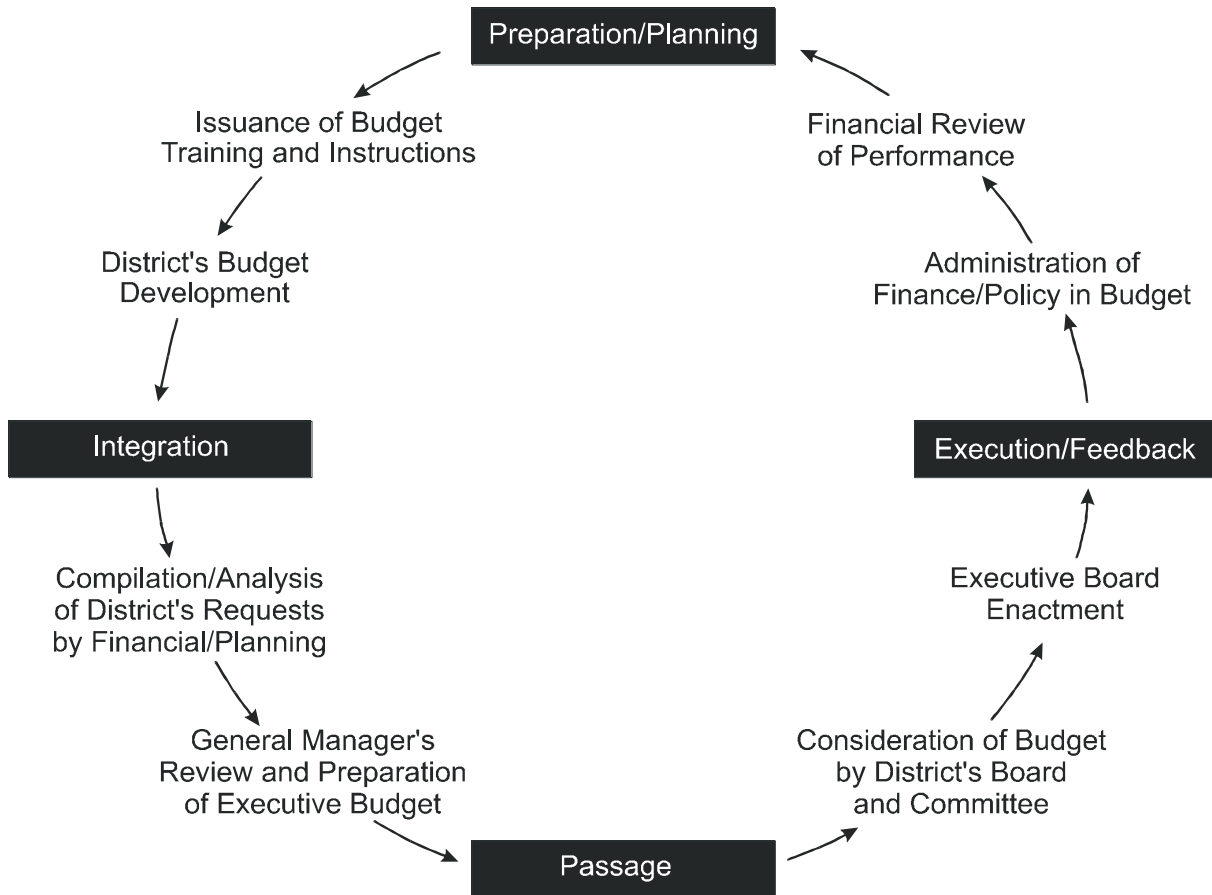 Preparation/Planning
Issuance of Budget
Training and Instructions
District's Budget
Development
Integration
Compilation/Analysis
of District's Requests
by Financial/Planning
General Manager's
Review and Preparation
of Executive Budget
Passage
Consideration of Budget
by District's Board
and Committee
Executive Board
Enactment
Execution/Feedback
Administration of
Finance/Policy in Budget
Financial Review
of Performance